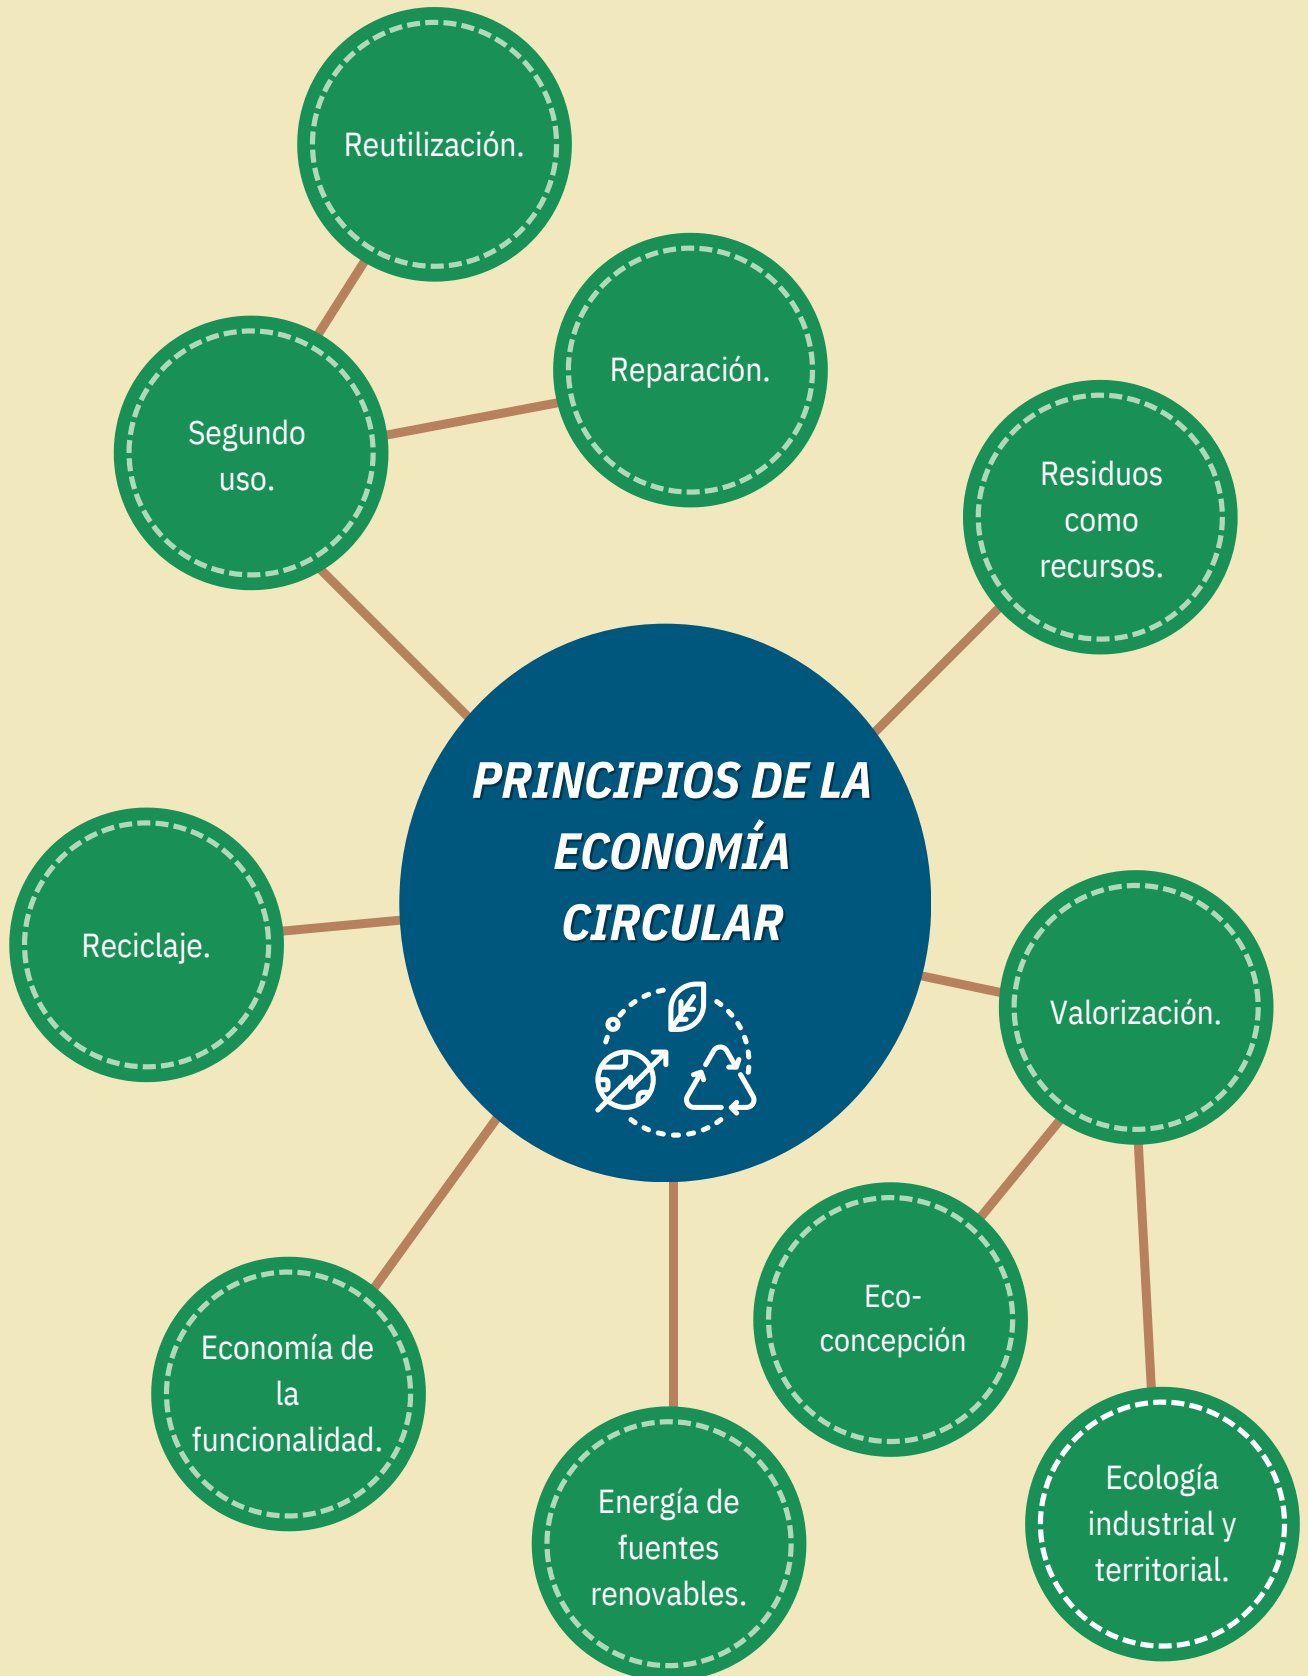 Reutilización.
Reparación.
Segundo
uso.
Residuos
como
recursos.
PRINCIPIOS DE LA
ECONOMÍA
CIRCULAR
Reciclaje.
Valorización.
Eco-
concepción
Economía de
la
funcionalidad.
Energía de
fuentes
renovables.
Ecología
industrial y
territorial.